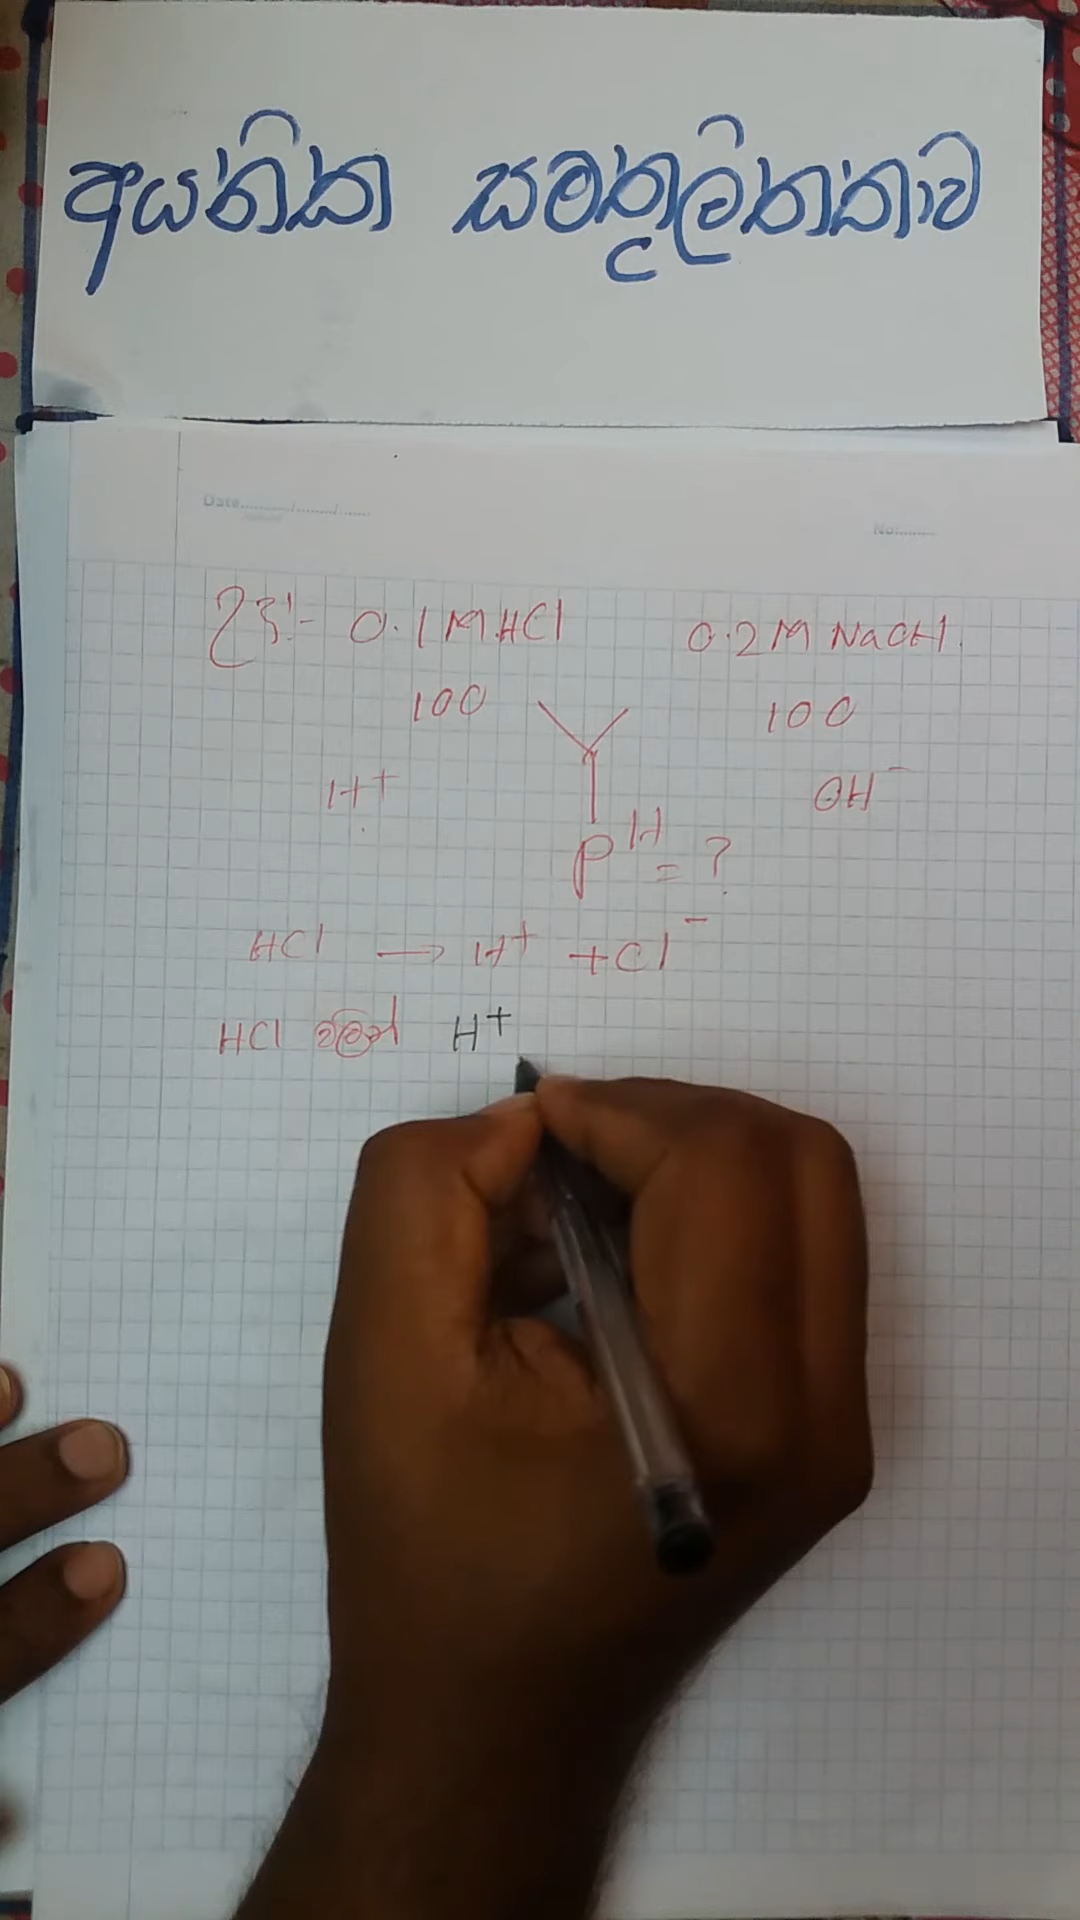 අයනික සමතුලිතතාව
Date............/........./.......
No:.........
0.1M HCl 0.2M NaOH.
100 100
H⁺ OH⁻
pH = ?
HCl → H⁺ + Cl⁻
HCl වලින් H⁺